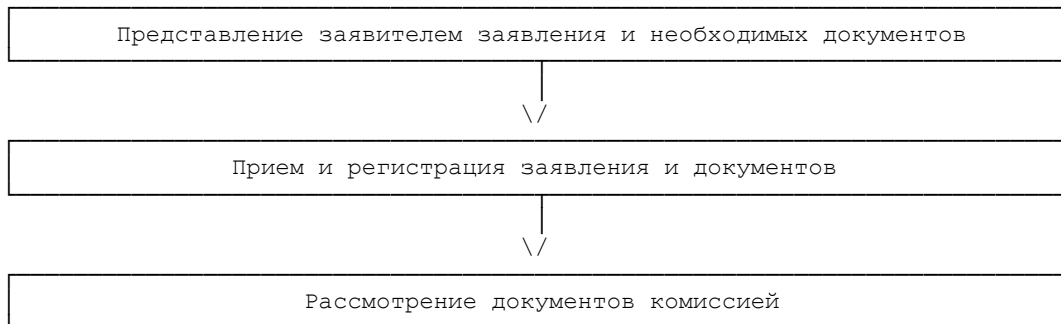 Представление заявителем заявления и необходимых документов
\/
Прием и регистрация заявления и документов
\/
Рассмотрение документов комиссией